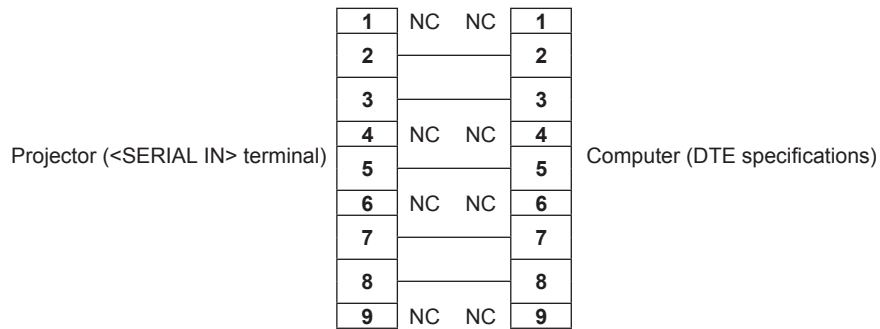 1 NC NC 1
2 2
3 3
4 NC NC 4
Projector (<SERIAL IN> terminal) 5 5 Computer (DTE specifications)
6 NC NC 6
7 7
8 8
9 NC NC 9